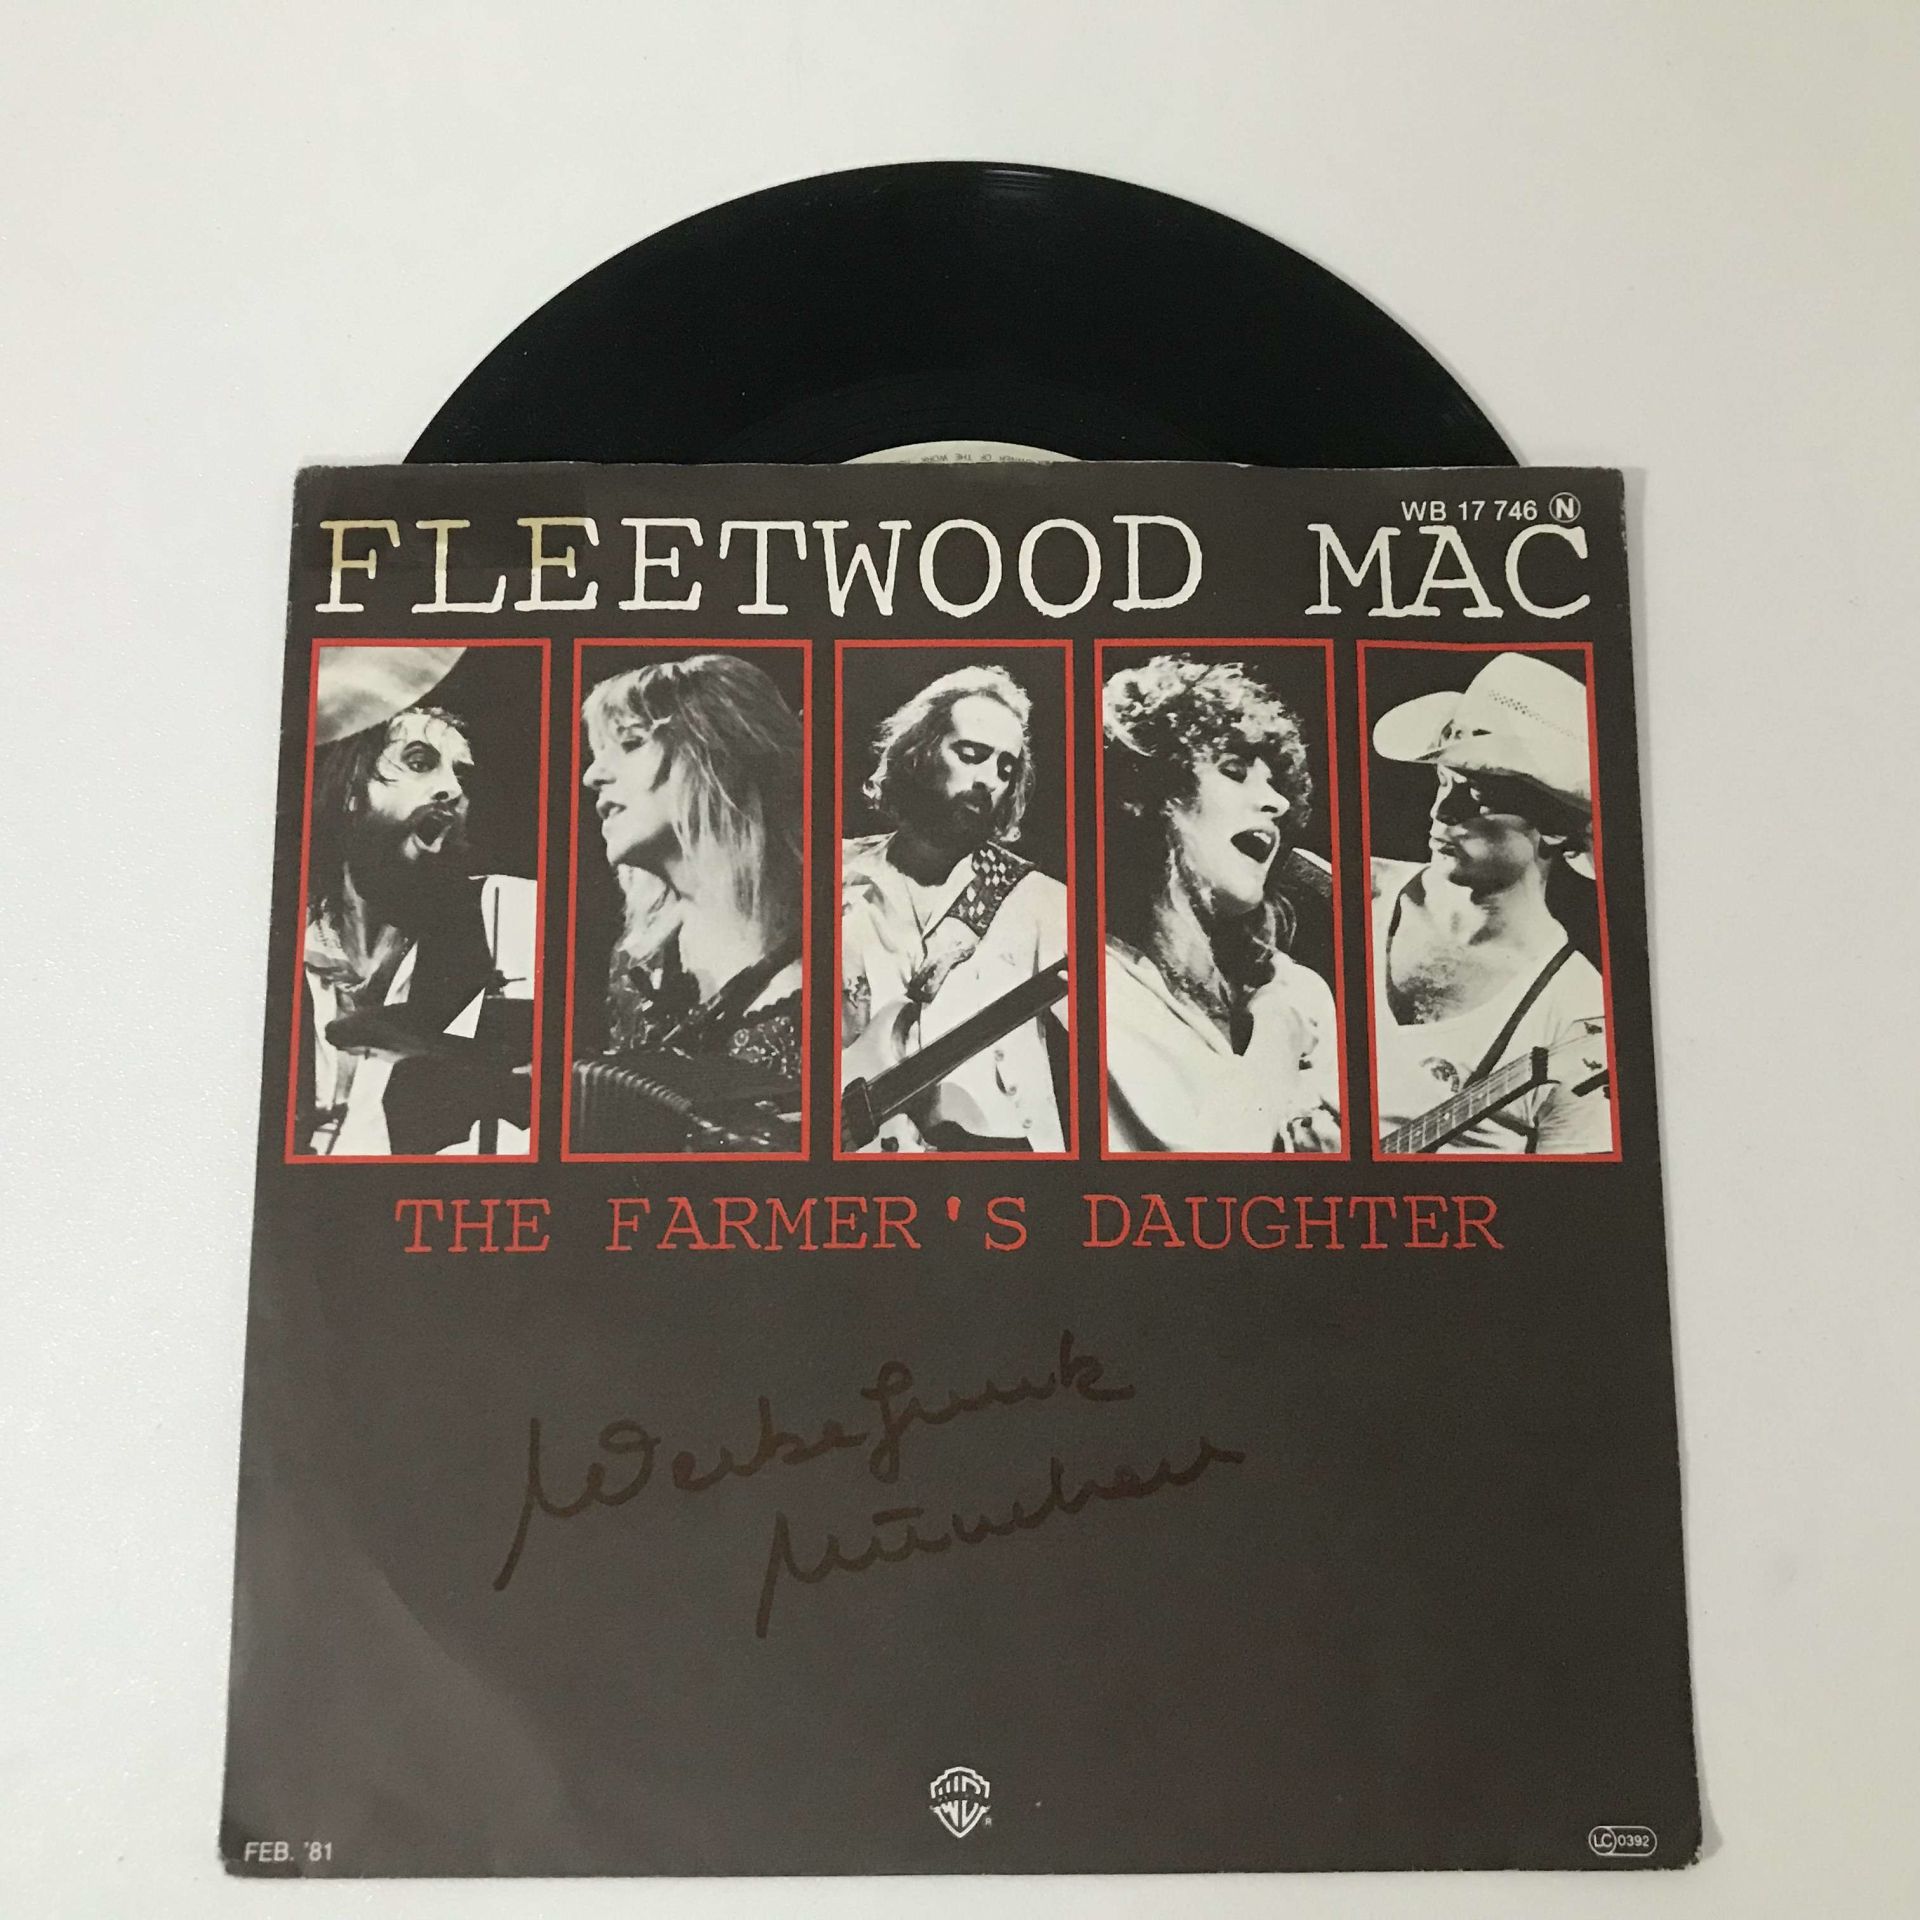 WB 17 746 N
FLEETWOOD MAC
THE FARMER'S DAUGHTER
Werbefunk
München
FEB. '81
LC 0392